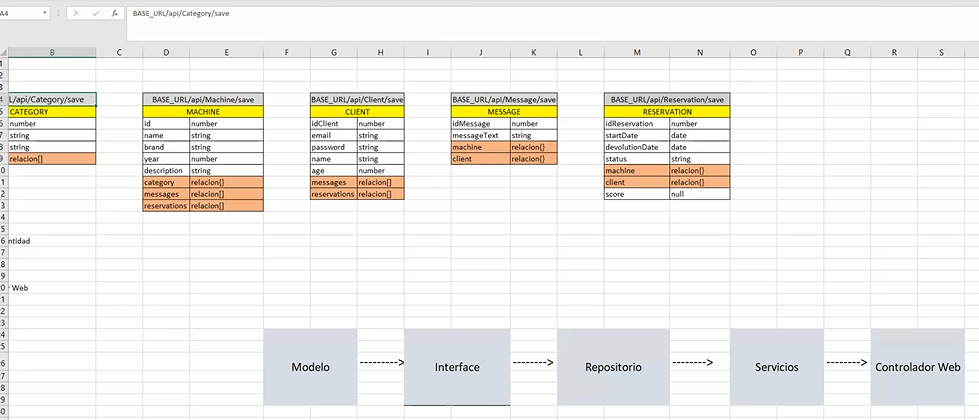 A4 BASE_URL/api/Category/save
B C D E F G H I J K L M N O P Q R S
L/api/Category/save BASE_URL/api/Machine/save BASE_URL/api/Client/save BASE_URL/api/Message/save BASE_URL/api/Reservation/save
CATEGORY MACHINE CLIENT MESSAGE RESERVATION
number id number idClient number idMessage number idReservation number
string name string email string messageText string startDate date
string brand string password string machine relacion{} devolutionDate date
relacion[] year number name string client relacion{} status string
description string age number machine relacion{}
category relacion{} messages relacion[] client relacion{}
messages relacion[] reservations relacion[] score null
reservations relacion[]
ntidad
Web
Modelo ---------> Interface -------> Repositorio -------> Servicios -------> Controlador Web